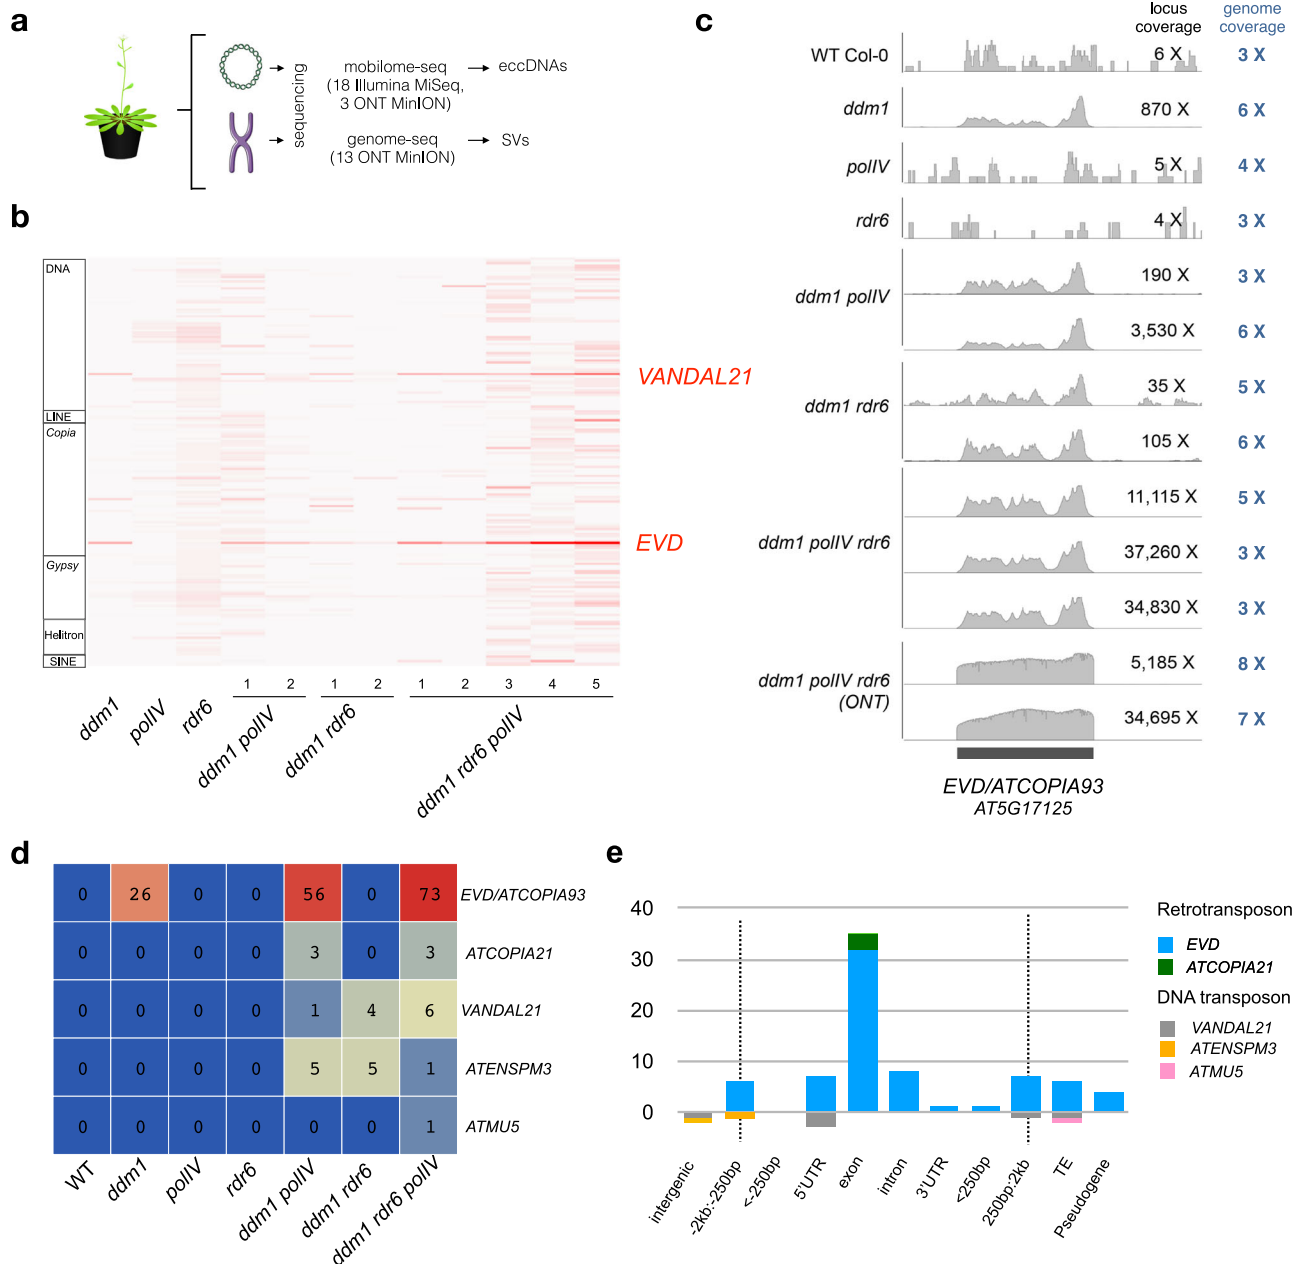 a
sequencing
mobilome-seq
(18 Illumina MiSeq,
3 ONT MinION)
eccDNAs
genome-seq
(13 ONT MinION)
SVs
b
DNA
LINE
Copia
Gypsy
Helitron
SINE
VANDAL21
EVD
1 2 1 2 1 2 3 4 5
ddm1
polIV
rdr6
ddm1 polIV
ddm1 rdr6
ddm1 rdr6 polIV
c
locus
coverage
genome
coverage
WT Col-0 6 X 3 X
ddm1 870 X 6 X
polIV 5 X 4 X
rdr6 4 X 3 X
ddm1 polIV
190 X 3 X
3,530 X 6 X
ddm1 rdr6
35 X 5 X
105 X 6 X
ddm1 polIV rdr6
11,115 X 5 X
37,260 X 3 X
34,830 X 3 X
ddm1 polIV rdr6
(ONT)
5,185 X 8 X
34,695 X 7 X
EVD/ATCOPIA93
AT5G17125
d
0 26 0 0 56 0 73 EVD/ATCOPIA93
0 0 0 0 3 0 3 ATCOPIA21
0 0 0 0 1 4 6 VANDAL21
0 0 0 0 5 5 1 ATENSPM3
0 0 0 0 0 0 1 ATMU5
WT
ddm1
polIV
rdr6
ddm1 polIV
ddm1 rdr6
ddm1 rdr6 polIV
e
40
30
20
10
0
intergenic
-2kb:-250bp
<-250bp
5'UTR
exon
intron
3'UTR
<250bp
250bp:2kb
TE
Pseudogene
Retrotransposon
EVD
ATCOPIA21
DNA transposon
VANDAL21
ATENSPM3
ATMU5